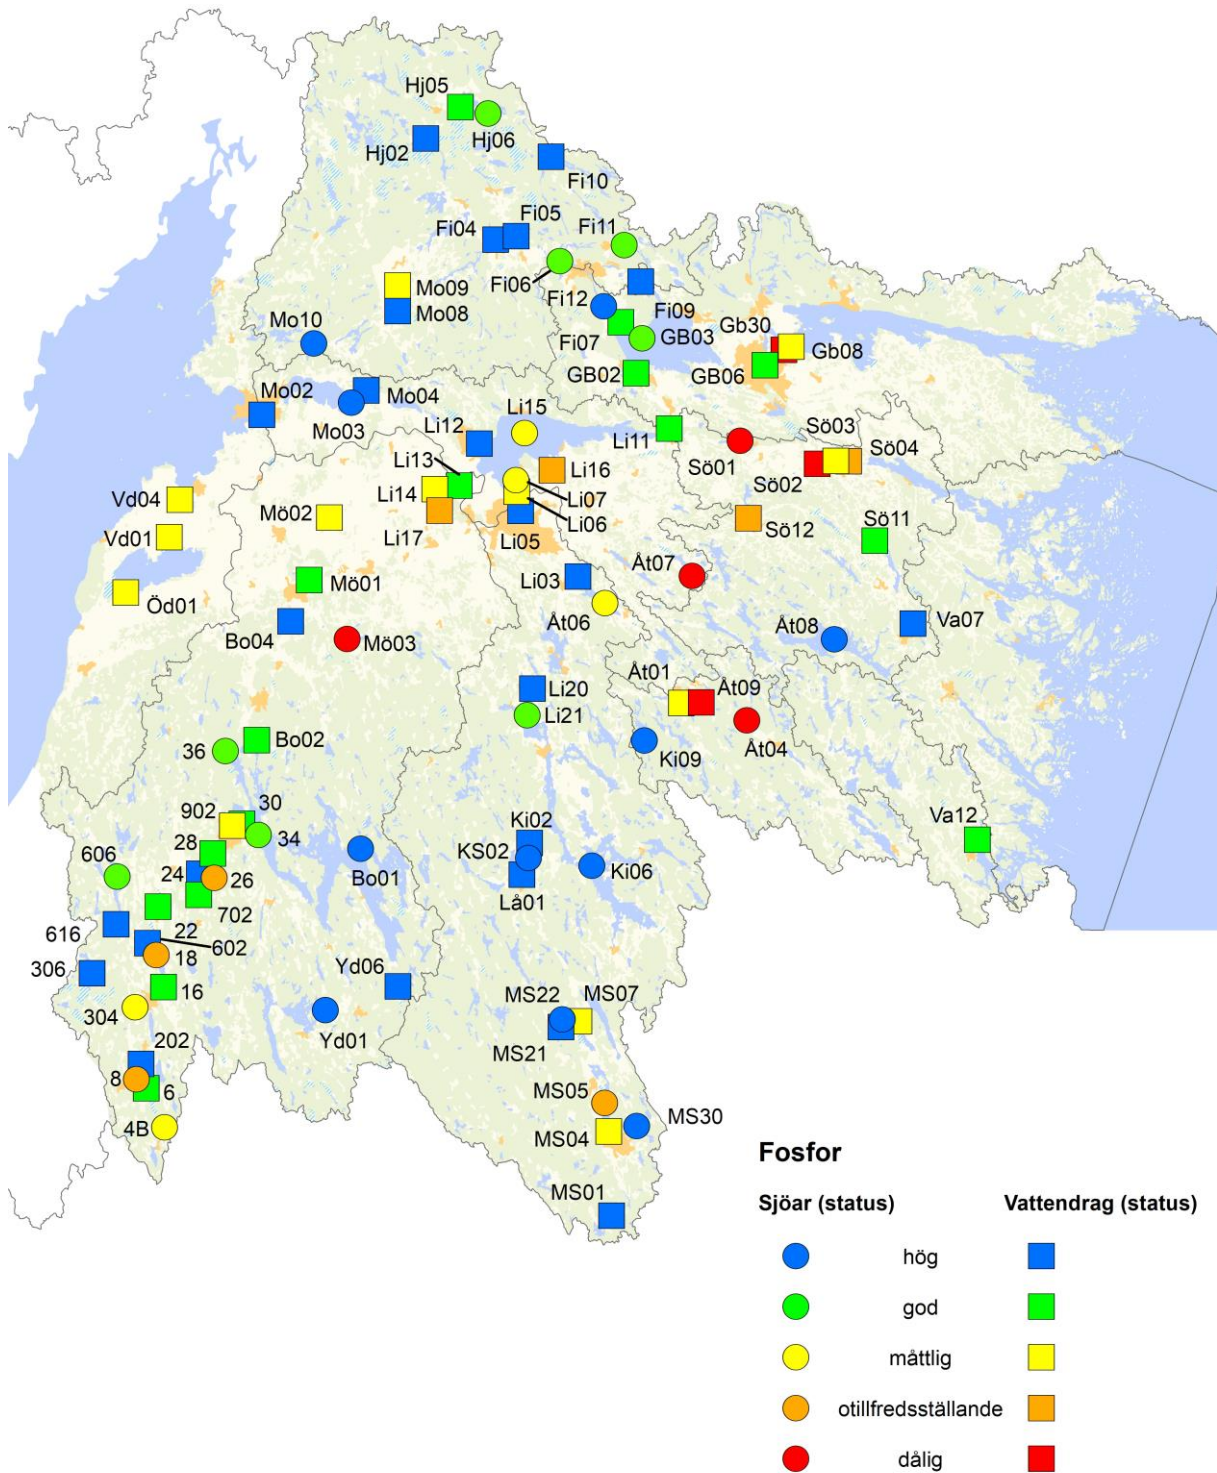 Hj05
Hj06
Hj02
Fi10
Fi05
Fi04
Fi11
Fi06
Fi12
Fi09
Mo09
Mo08
Mo10
Fi07
GB03
Gb30
Gb08
GB02
GB06
Mo02
Mo04
Mo03
Li15
Li12
Li11
Sö03
Sö04
Sö01
Li13
Li16
Sö02
Li14
Li07
Vd04
Mö02
Li17
Li06
Li05
Sö12
Sö11
Vd01
Li03
Åt07
Mö01
Öd01
Åt06
Va07
Bo04
Mö03
Åt08
Åt01
Åt09
Li20
Li21
Åt04
Bo02
Ki09
36
30
902
Va12
34
Ki02
28
606
KS02
24
26
Bo01
Ki06
Lå01
702
616
22
602
18
306
Yd06
16
MS22
MS07
304
Yd01
202
MS21
8
6
MS05
MS30
4B
MS04
MS01
Fosfor
Sjöar (status) Vattendrag (status)
hög
god
måttlig
otillfredsställande
dålig